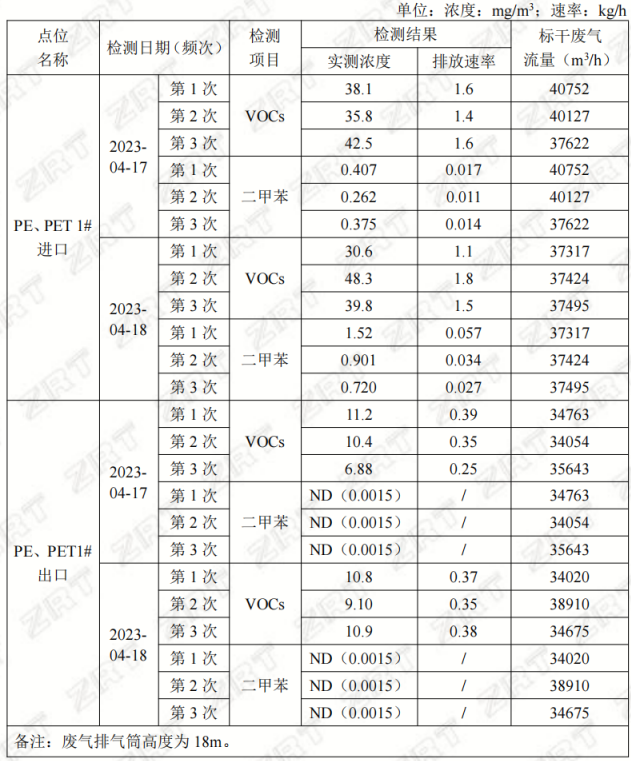 单位：浓度：mg/m³；速率：kg/h
点位名称 检测日期（频次） 检测项目 检测结果 标干废气流量（m³/h）
实测浓度 排放速率
PE、PET 1#进口 2023-04-17 第 1 次 VOCs 38.1 1.6 40752
第 2 次 35.8 1.4 40127
第 3 次 42.5 1.6 37622
第 1 次 二甲苯 0.407 0.017 40752
第 2 次 0.262 0.011 40127
第 3 次 0.375 0.014 37622
2023-04-18 第 1 次 VOCs 30.6 1.1 37317
第 2 次 48.3 1.8 37424
第 3 次 39.8 1.5 37495
第 1 次 二甲苯 1.52 0.057 37317
第 2 次 0.901 0.034 37424
第 3 次 0.720 0.027 37495
PE、PET1#出口 2023-04-17 第 1 次 VOCs 11.2 0.39 34763
第 2 次 10.4 0.35 34054
第 3 次 6.88 0.25 35643
第 1 次 二甲苯 ND（0.0015） / 34763
第 2 次 ND（0.0015） / 34054
第 3 次 ND（0.0015） / 35643
2023-04-18 第 1 次 VOCs 10.8 0.37 34020
第 2 次 9.10 0.35 38910
第 3 次 10.9 0.38 34675
第 1 次 二甲苯 ND（0.0015） / 34020
第 2 次 ND（0.0015） / 38910
第 3 次 ND（0.0015） / 34675
备注：废气排气筒高度为 18m。
ZRT